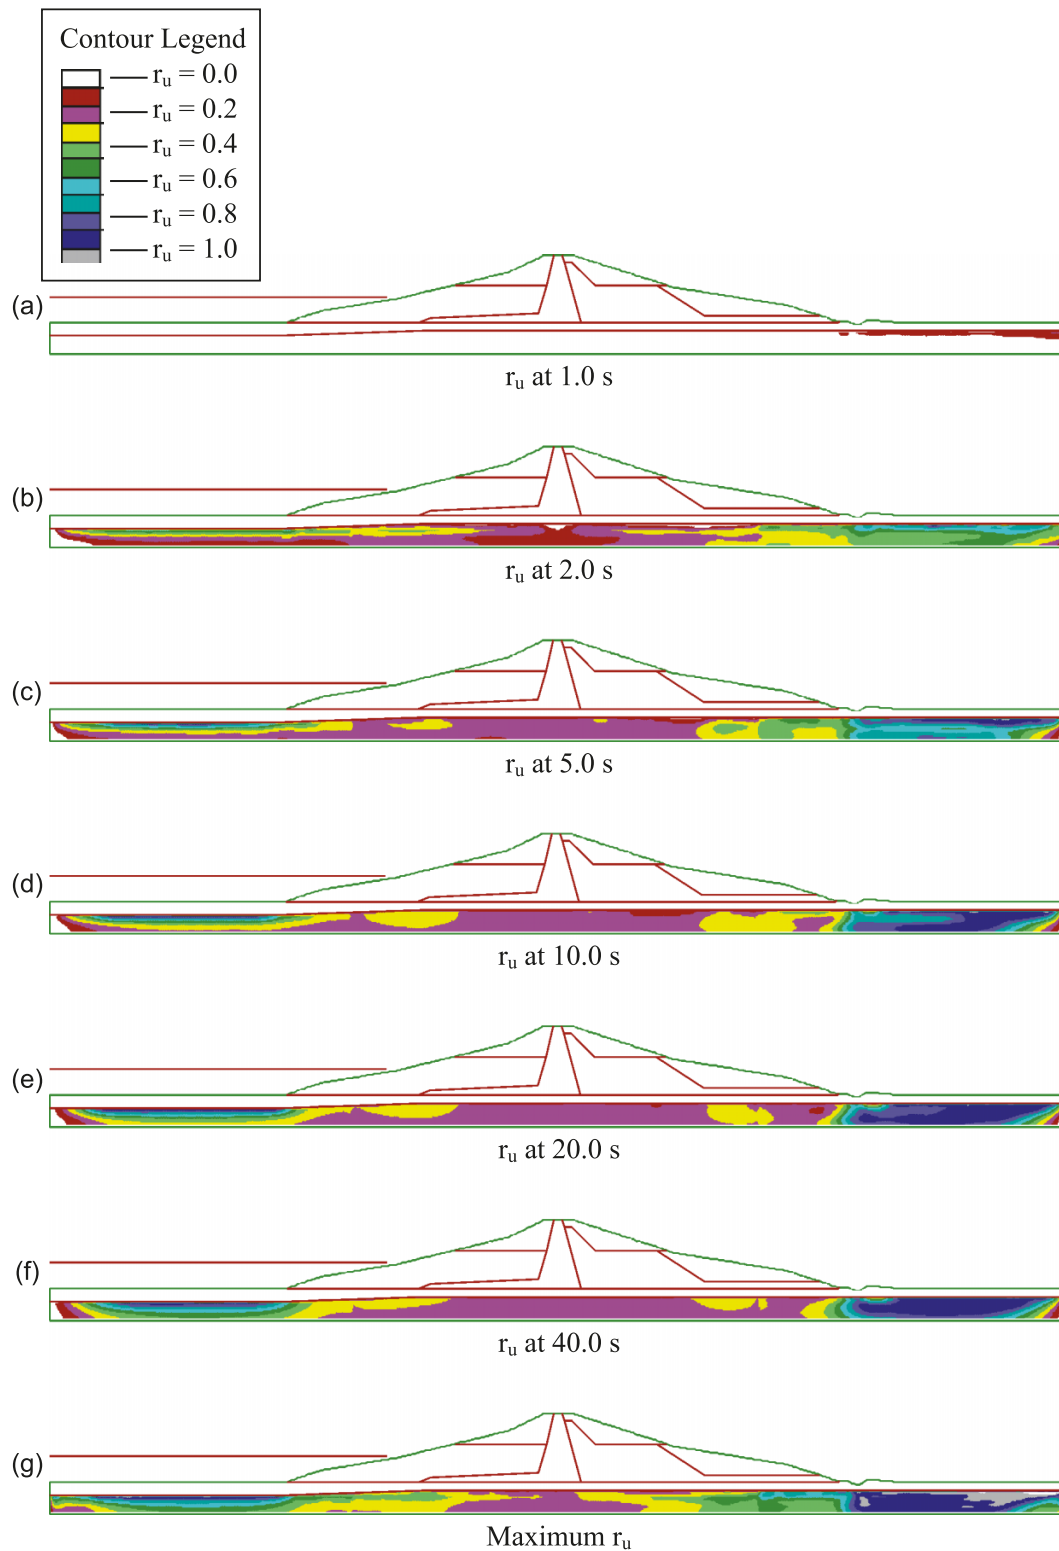 Contour Legend
r_u = 0.0
r_u = 0.2
r_u = 0.4
r_u = 0.6
r_u = 0.8
r_u = 1.0
(a)
r_u at 1.0 s
(b)
r_u at 2.0 s
(c)
r_u at 5.0 s
(d)
r_u at 10.0 s
(e)
r_u at 20.0 s
(f)
r_u at 40.0 s
(g)
Maximum r_u